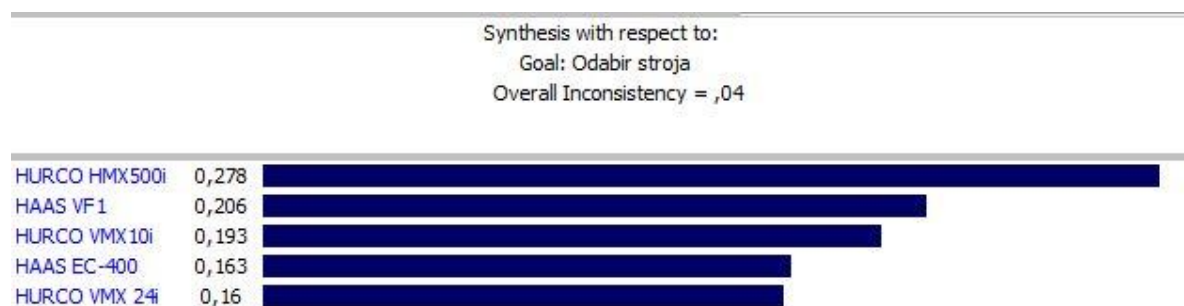 Synthesis with respect to:
Goal: Odabir stroja
Overall Inconsistency = ,04
HURCO HMX500i 0,278
HAAS VF1 0,206
HURCO VMX10i 0,193
HAAS EC-400 0,163
HURCO VMX 24i 0,16